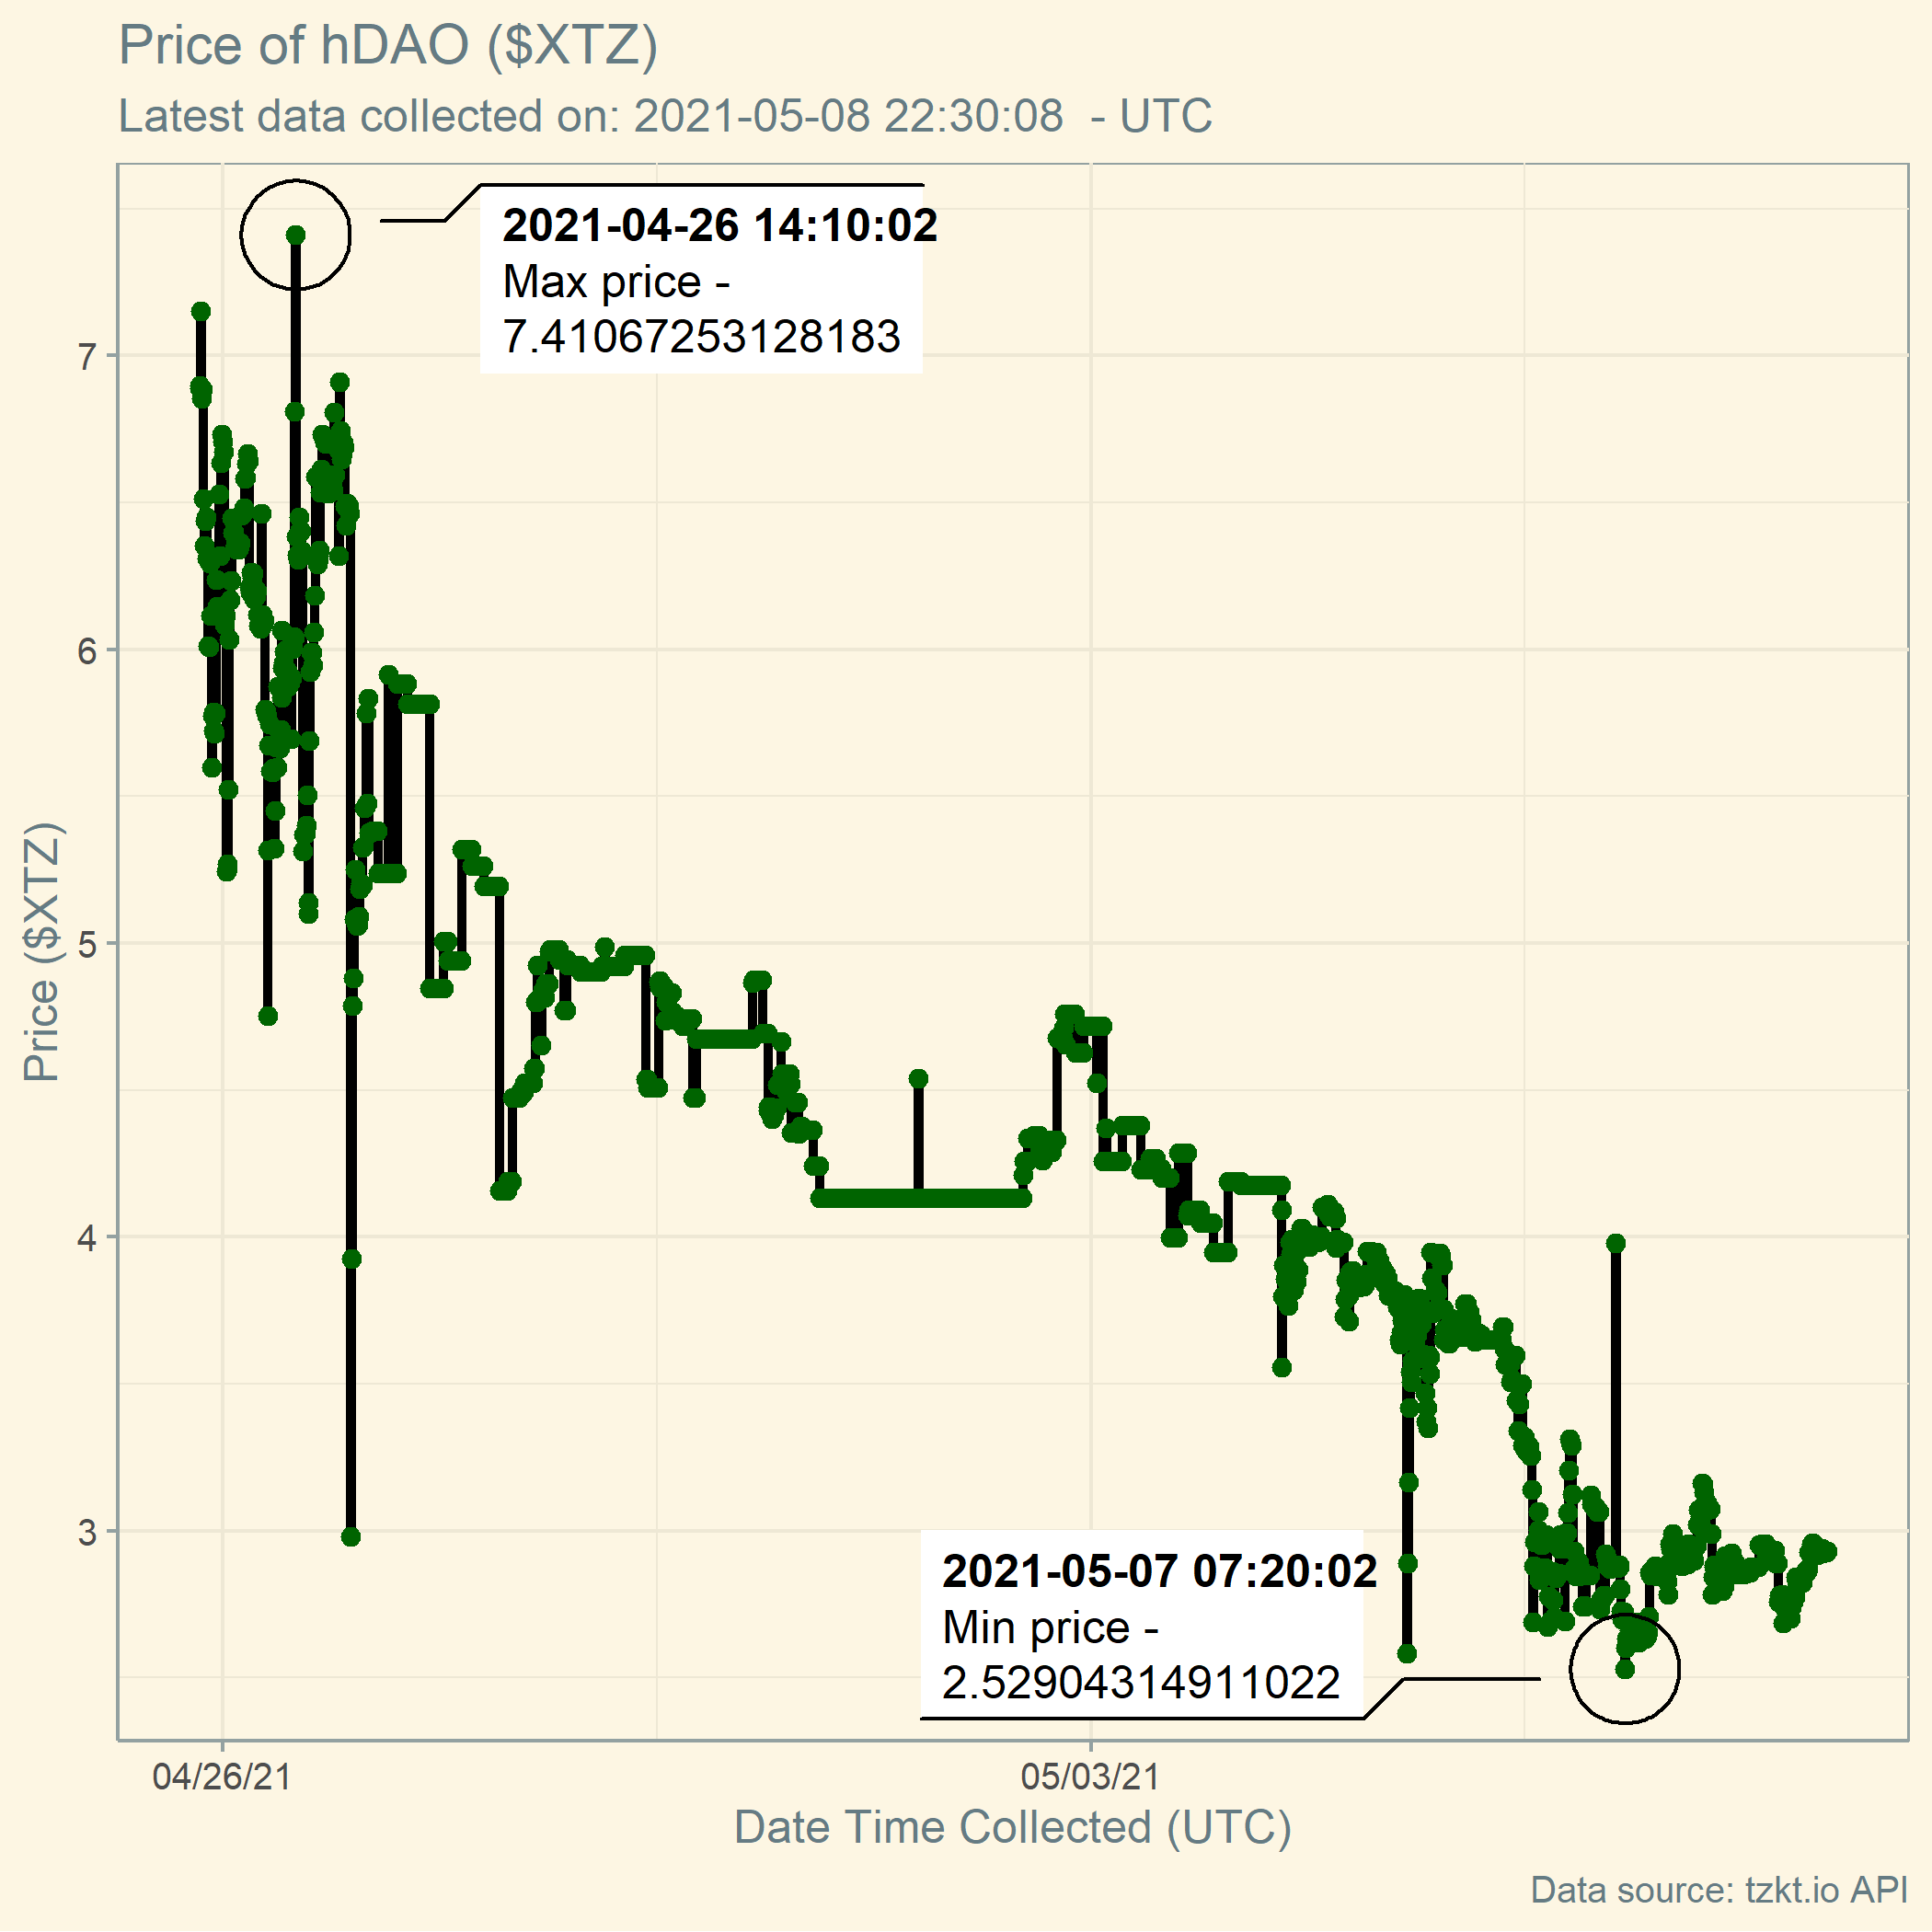 Price of hDAO ($XTZ)
Latest data collected on: 2021-05-08 22:30:08  - UTC
2021-04-26 14:10:02
Max price -
7.41067253128183
7
6
5
4
3
Price ($XTZ)
2021-05-07 07:20:02
Min price -
2.52904314911022
04/26/21
05/03/21
Date Time Collected (UTC)
Data source: tzkt.io API